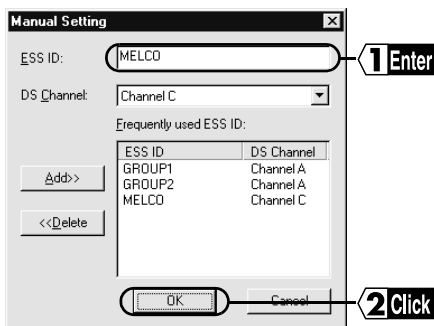 Manual Setting
ESS ID: MELCO 1 Enter
DS Channel: Channel C
Frequently used ESS ID:
ESS ID DS Channel
GROUP1 Channel A
GROUP2 Channel A
MELCO Channel C
Add>>
<<Delete
OK Cancel 2 Click